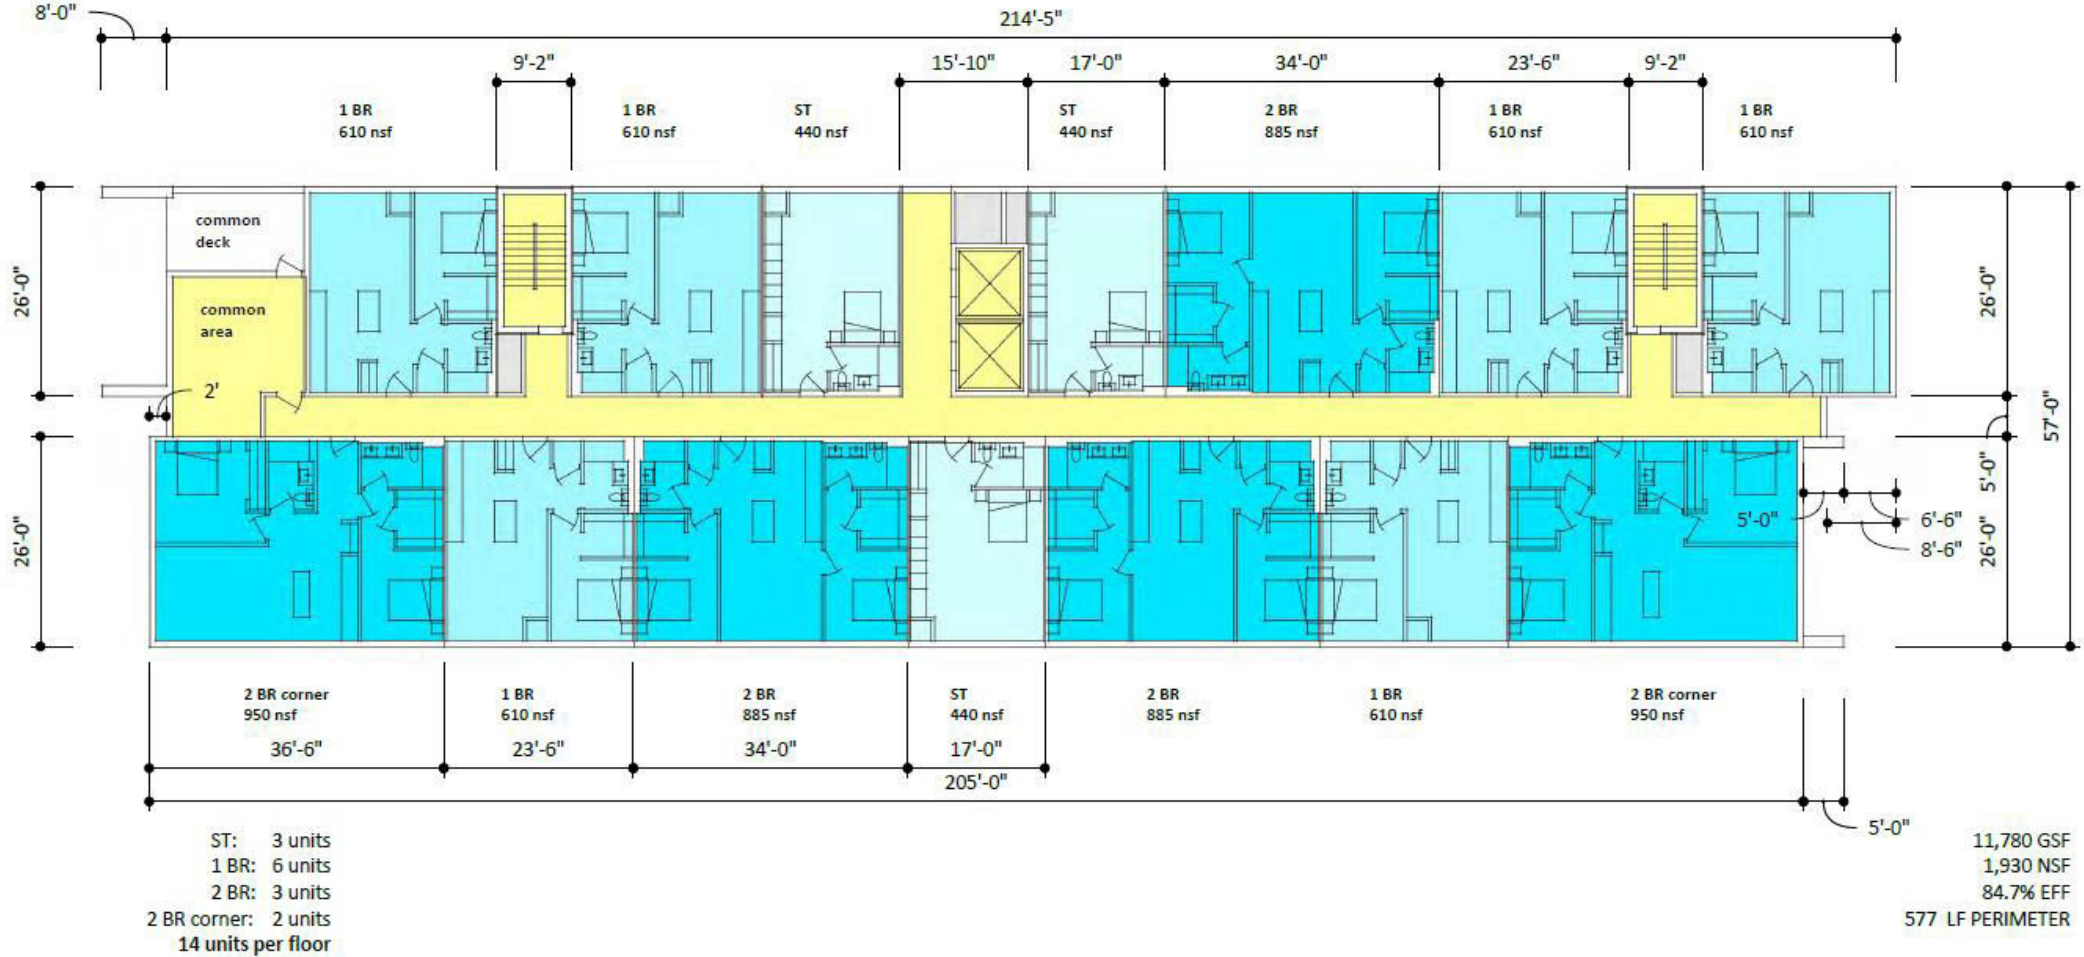 8'-0"
214'-5"
9'-2"
15'-10"
17'-0"
34'-0"
23'-6"
9'-2"
1 BR
610 nsf
1 BR
610 nsf
ST
440 nsf
ST
440 nsf
2 BR
885 nsf
1 BR
610 nsf
1 BR
610 nsf
common
deck
common
area
2'
26'-0"
26'-0"
26'-0"
5'-0"
26'-0"
57'-0"
5'-0"
6'-6"
8'-6"
2 BR corner
950 nsf
1 BR
610 nsf
2 BR
885 nsf
ST
440 nsf
2 BR
885 nsf
1 BR
610 nsf
2 BR corner
950 nsf
36'-6"
23'-6"
34'-0"
17'-0"
205'-0"
5'-0"
ST: 3 units
1 BR: 6 units
2 BR: 3 units
2 BR corner: 2 units
14 units per floor
11,780 GSF
1,930 NSF
84.7% EFF
577 LF PERIMETER